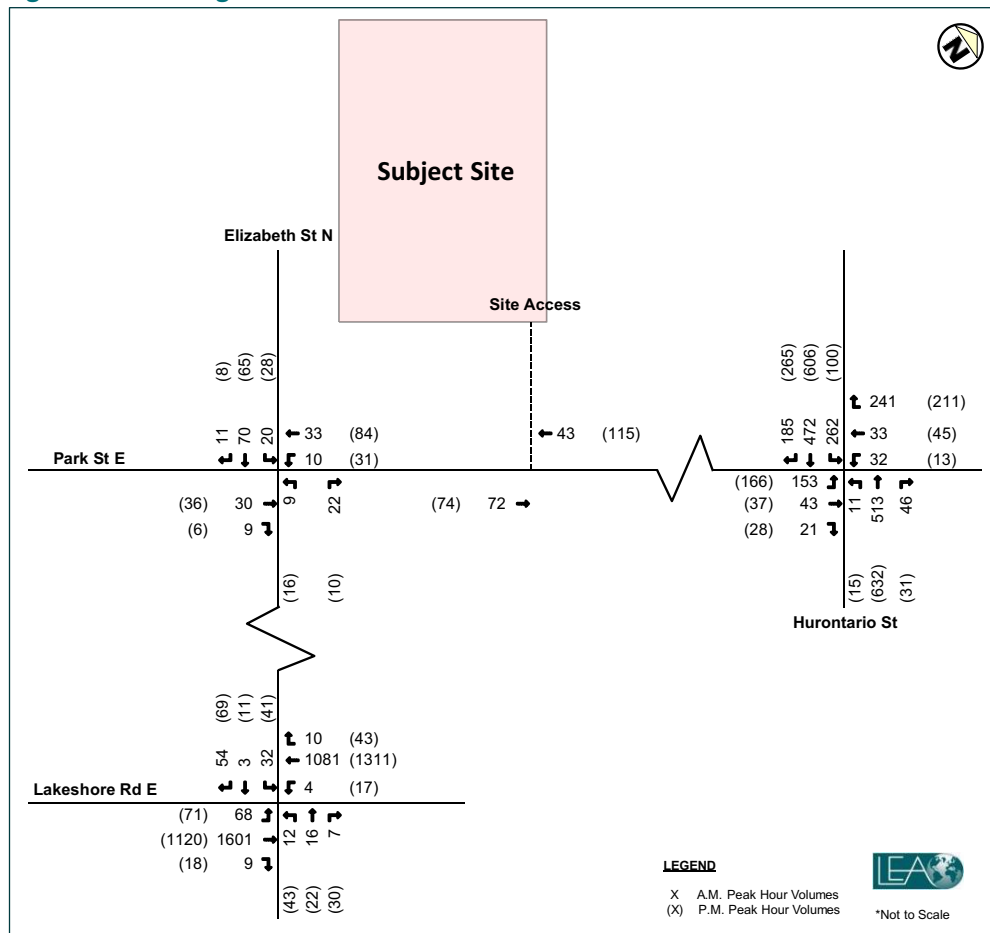 N
Subject Site
Elizabeth St N
Site Access
(8) (65) (28)
(265) (606) (100)
11 70 20
33 (84)
10 (31)
43 (115)
185 472 262
241 (211)
33 (45)
32 (13)
Park St E
(36) 30
(6) 9
9 22
(74) 72
(166) 153
(37) 43
(28) 21
11 513 46
(16) (10)
(15) (632) (31)
Hurontario St
(69) (11) (41)
54 3 32
10 (43)
1081 (1311)
4 (17)
Lakeshore Rd E
(71) 68
(1120) 1601
(18) 9
12 16 7
(43) (22) (30)
LEGEND
X A.M. Peak Hour Volumes
(X) P.M. Peak Hour Volumes
LEA
*Not to Scale